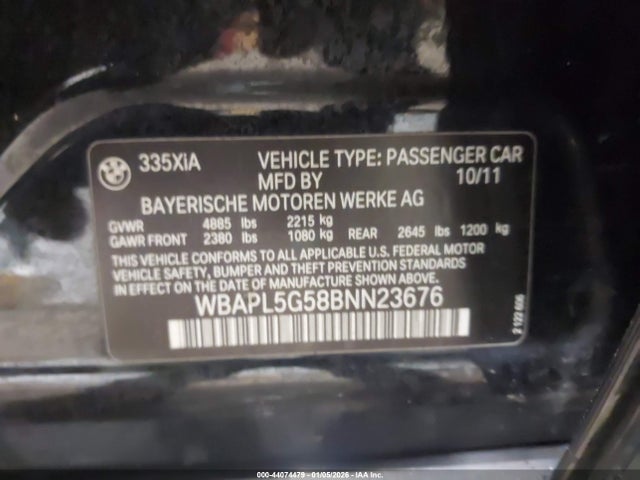 335XiA VEHICLE TYPE: PASSENGER CAR
MFD BY 10/11
BAYERISCHE MOTOREN WERKE AG
GVWR 4885 lbs 2215 kg
GAWR FRONT 2380 lbs 1080 kg REAR 2645 lbs 1200 kg
THIS VEHICLE CONFORMS TO ALL APPLICABLE U.S. FEDERAL MOTOR
VEHICLE SAFETY, BUMPER AND THEFT PREVENTION STANDARDS
IN EFFECT ON THE DATE OF MANUFACTURE SHOWN ABOVE.
WBAPL5G58BNN23676
2 122 606
000-44074479 - 01/05/2026 - IAA Inc.